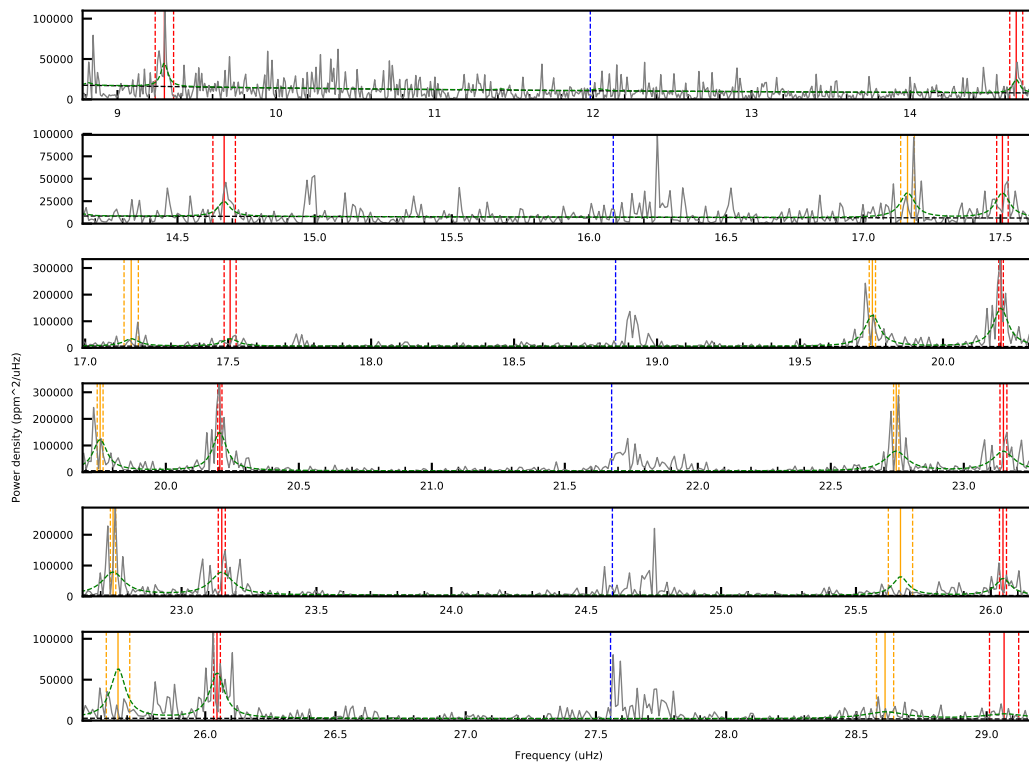 100000
50000
0
9 10 11 12 13 14
100000
75000
50000
25000
0
14.5 15.0 15.5 16.0 16.5 17.0 17.5
300000
200000
100000
0
17.0 17.5 18.0 18.5 19.0 19.5 20.0
Power density (ppm^2/uHz)
300000
200000
100000
0
20.0 20.5 21.0 21.5 22.0 22.5 23.0
200000
100000
0
23.0 23.5 24.0 24.5 25.0 25.5 26.0
100000
50000
0
26.0 26.5 27.0 27.5 28.0 28.5 29.0
Frequency (uHz)